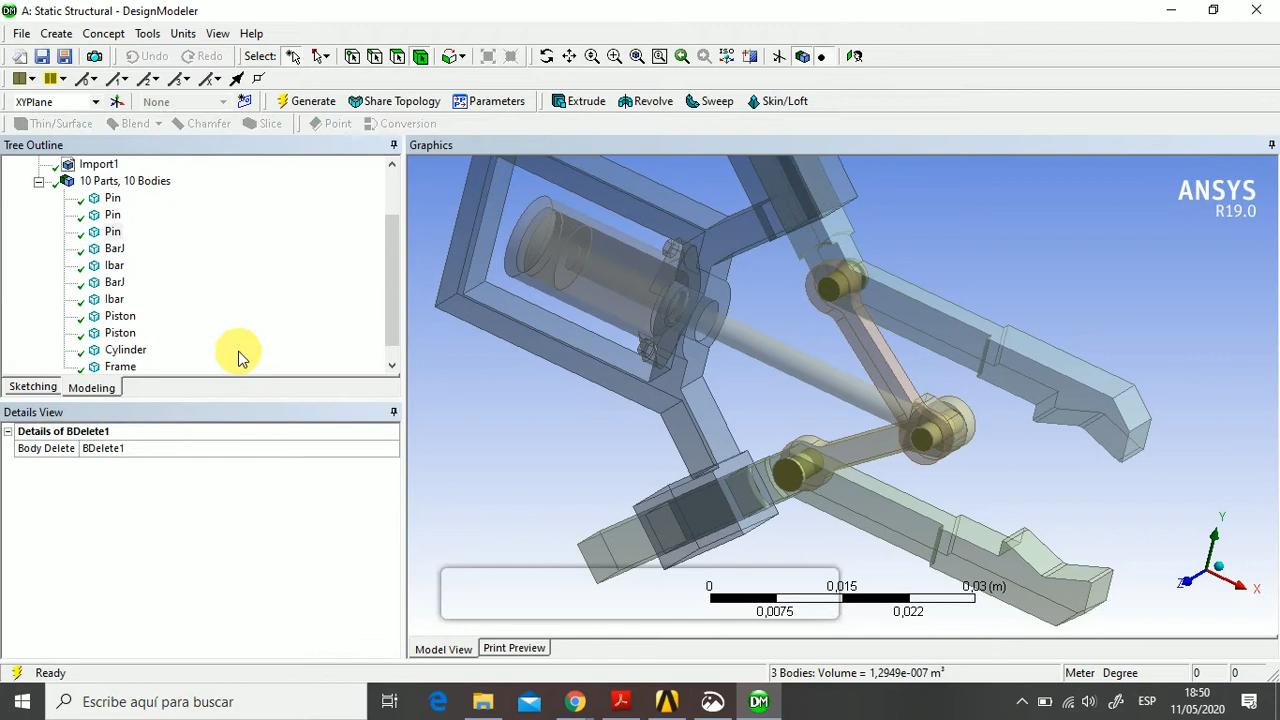 A: Static Structural - DesignModeler
File Create Concept Tools Units View Help
Undo Redo Select:
XYPlane None Generate Share Topology Parameters Extrude Revolve Sweep Skin/Loft
Thin/Surface Blend Chamfer Slice Point Conversion
Tree Outline
Import1
10 Parts, 10 Bodies
Pin
Pin
Pin
BarJ
Ibar
BarJ
Ibar
Piston
Piston
Cylinder
Frame
Sketching Modeling
Details View
Details of BDelete1
Body Delete BDelete1
Graphics
ANSYS
R19.0
Y
X
Z
0 0,015 0,03 (m)
0,0075 0,022
Model View Print Preview
Ready 3 Bodies: Volume = 1,2949e-007 m³ Meter Degree 0 0
Escribe aquí para buscar
ESP
18:50
11/05/2020